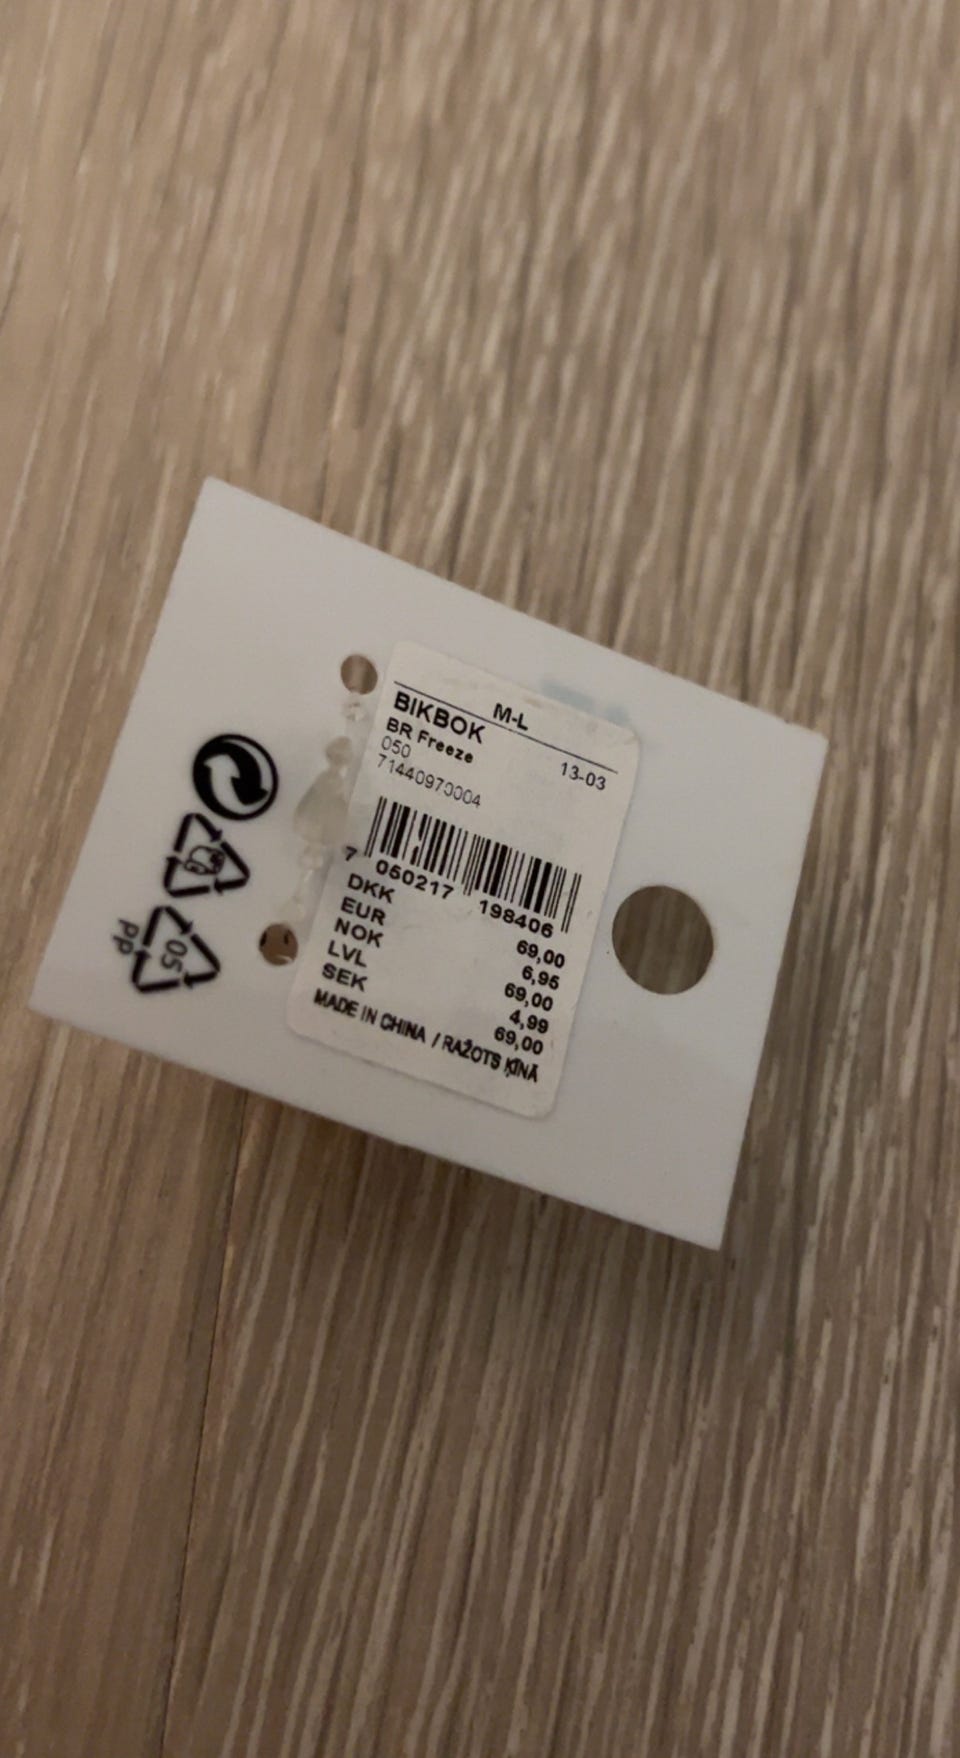 M-L
BIKBOK
BR Freeze
050 13-03
71440970004
7 050217 198406
DKK 69,00
EUR 6,95
NOK 69,00
LVL 4,99
SEK 69,00
MADE IN CHINA / RAŽOTS ĶĪNĀ
05
PP